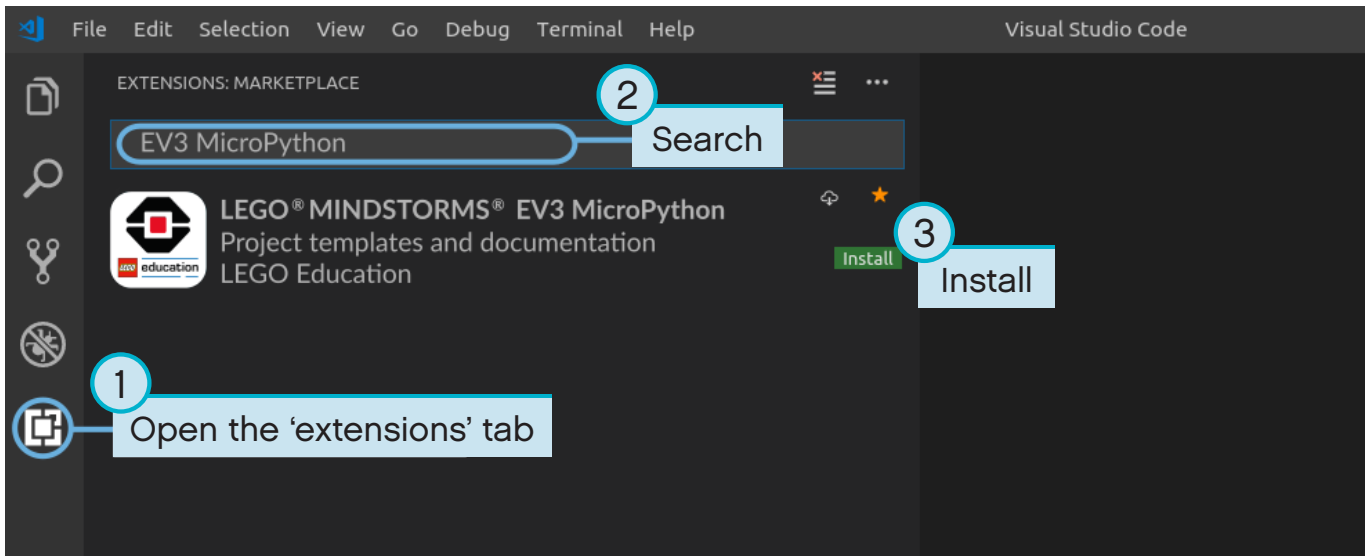 File Edit Selection View Go Debug Terminal Help Visual Studio Code
EXTENSIONS: MARKETPLACE
2
EV3 MicroPython
Search
LEGO® MINDSTORMS® EV3 MicroPython
Project templates and documentation
LEGO Education
LEGO education
3
Install
Install
1
Open the ‘extensions’ tab